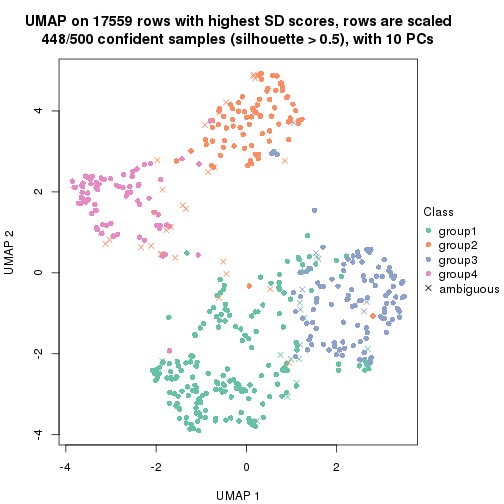 UMAP on 17559 rows with highest SD scores, rows are scaled
448/500 confident samples (silhouette > 0.5), with 10 PCs
4
2
0
-2
-4
UMAP 2
-4
-2
0
2
UMAP 1
Class
group1
group2
group3
group4
ambiguous